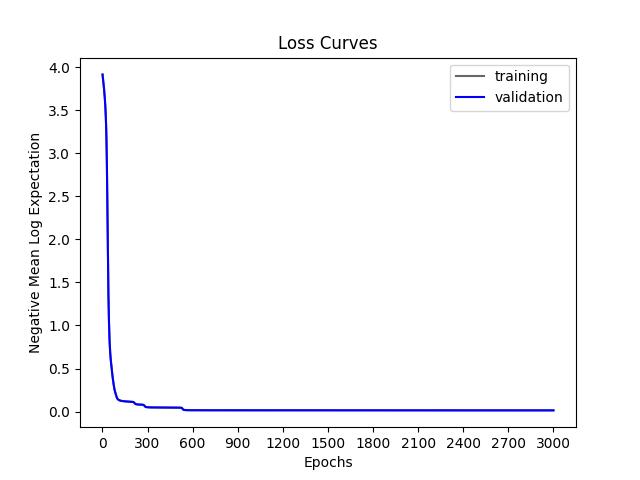 Loss Curves
Negative Mean Log Expectation
4.0
3.5
3.0
2.5
2.0
1.5
1.0
0.5
0.0
training
validation
0 300 600 900 1200 1500 1800 2100 2400 2700 3000
Epochs